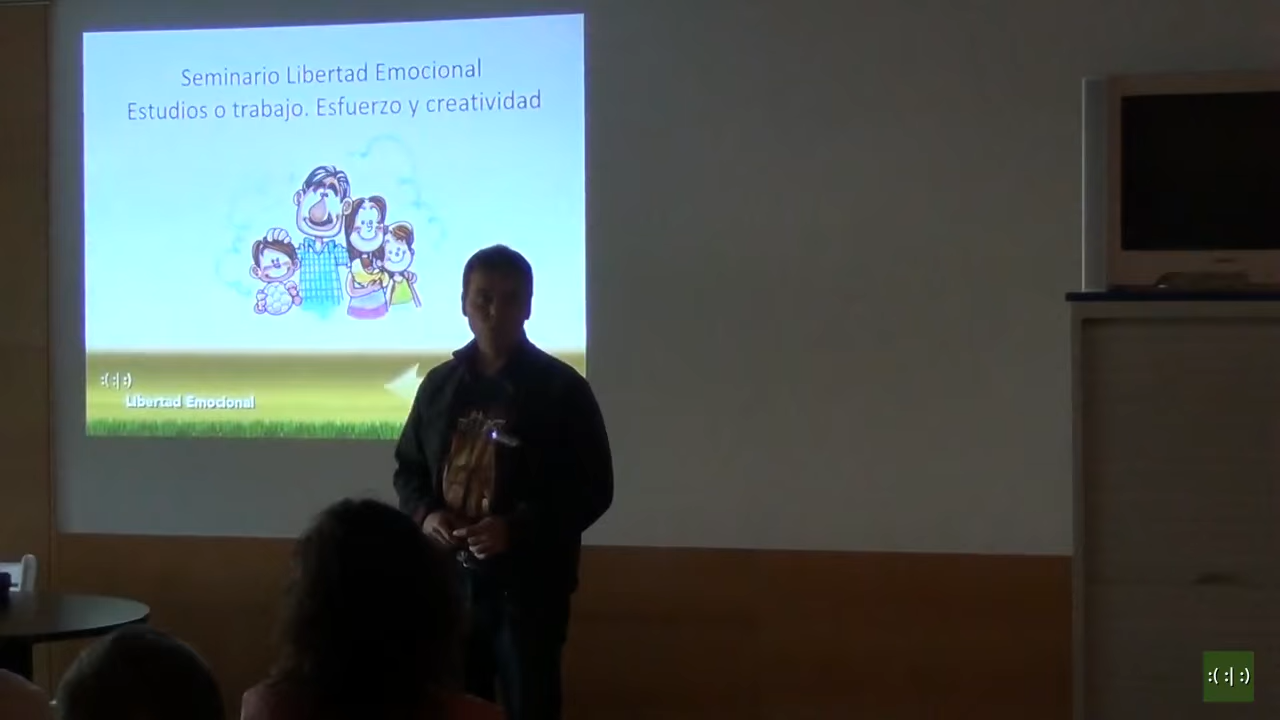 Seminario Libertad Emocional
Estudios o trabajo. Esfuerzo y creatividad
:( :| :)
Libertad Emocional
:( :| :)